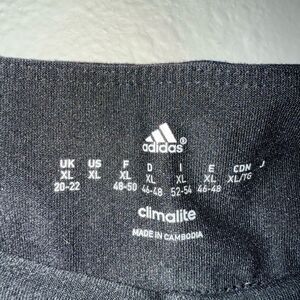 adidas
UK US F D I E CDN J
XL XL XL XL XL XL XL/TG
20-22 48-50 46-48 52-54 46-48
climalite
MADE IN CAMBODIA